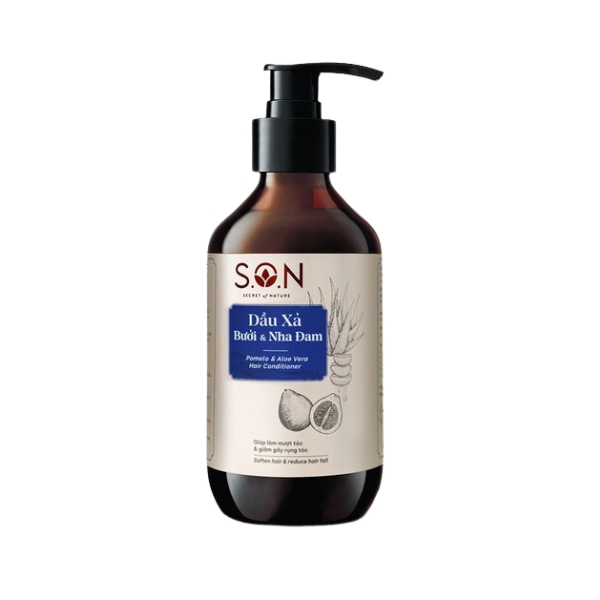 S.O.N
SECRET of NATURE
Dầu Xả
Bưởi & Nha Đam
Pomelo & Aloe Vera
Hair Conditioner
Giúp làm mượt tóc
& giảm gãy rụng tóc
Soften hair & reduce hair fall